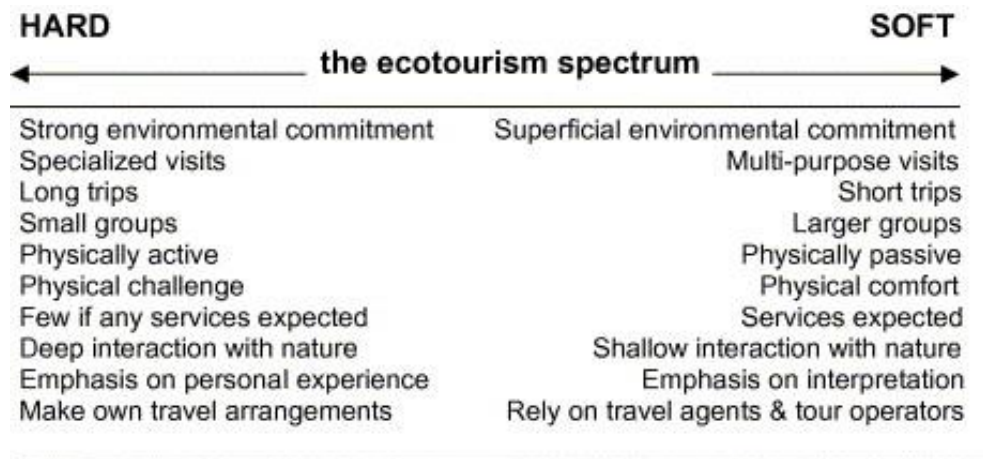 HARD SOFT
the ecotourism spectrum
Strong environmental commitment Superficial environmental commitment
Specialized visits Multi-purpose visits
Long trips Short trips
Small groups Larger groups
Physically active Physically passive
Physical challenge Physical comfort
Few if any services expected Services expected
Deep interaction with nature Shallow interaction with nature
Emphasis on personal experience Emphasis on interpretation
Make own travel arrangements Rely on travel agents & tour operators